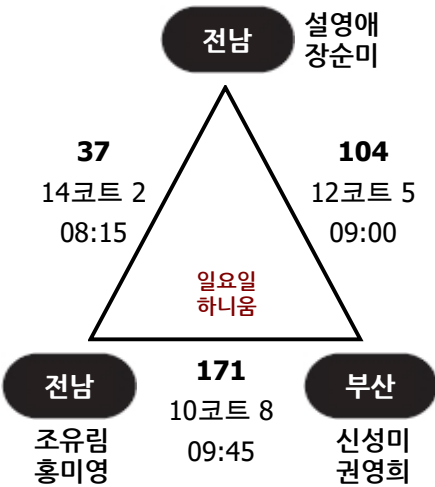 전남
설영애
장순미
37
14코트 2
08:15
104
12코트 5
09:00
일요일
하니움
전남
조유림
홍미영
171
10코트 8
09:45
부산
신성미
권영희